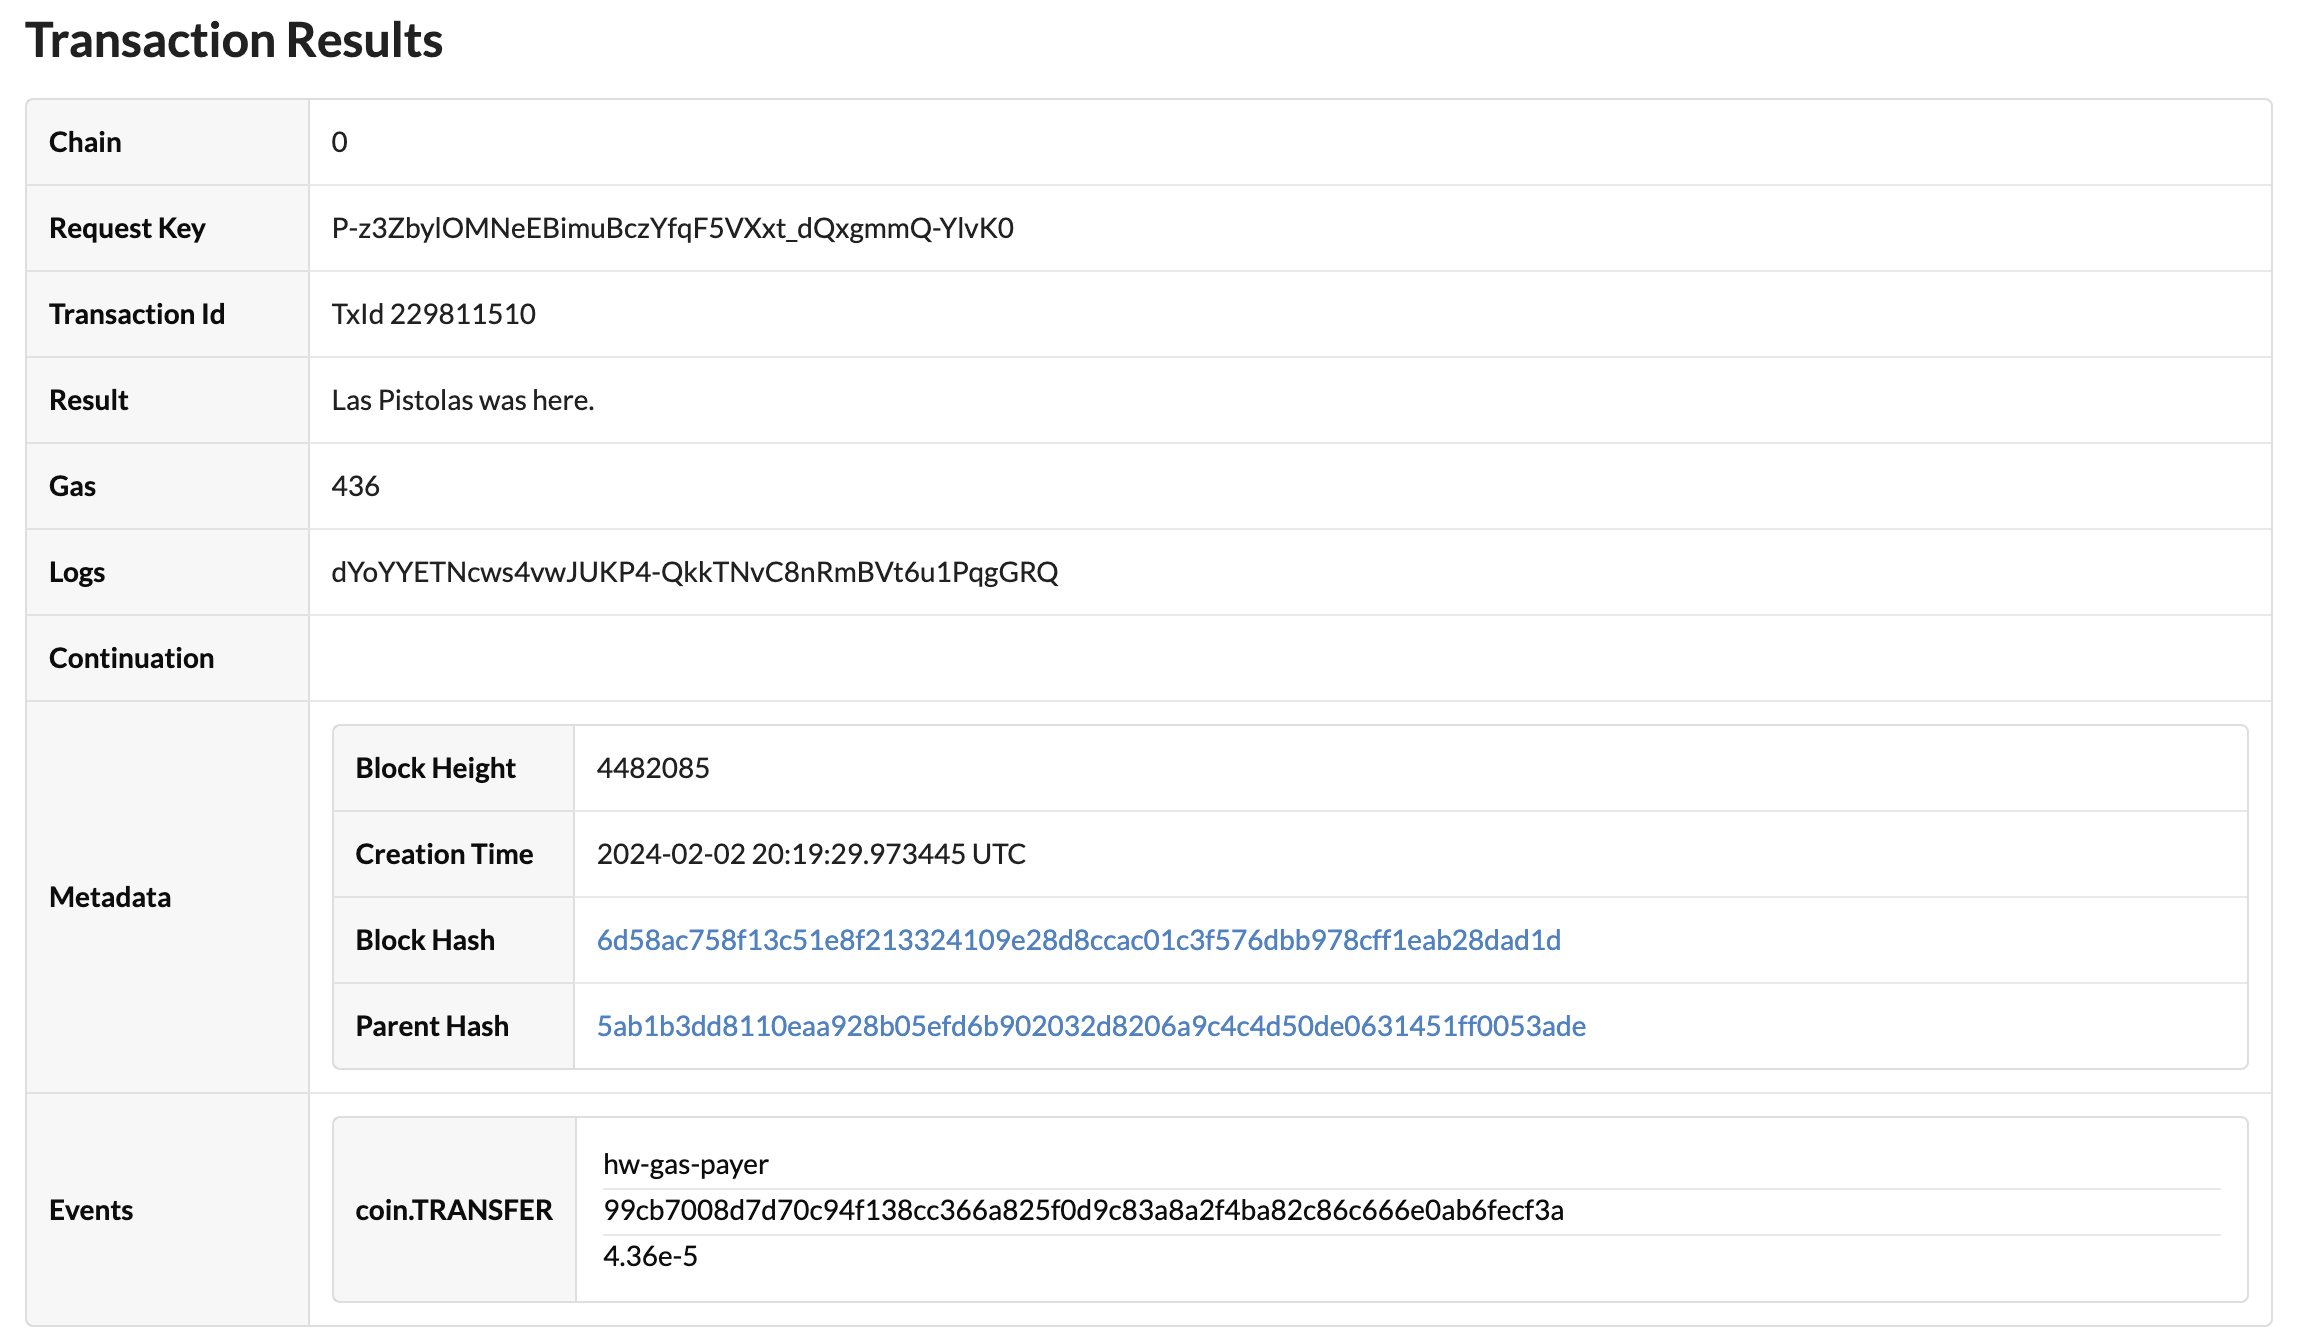 Transaction Results
Chain 0
Request Key P-z3ZbylOMNeEBimuBczYfqF5VXxt_dQxgmmQ-YlvK0
Transaction Id TxId 229811510
Result Las Pistolas was here.
Gas 436
Logs dYoYYETNcws4vwJUKP4-QkkTNvC8nRmBVt6u1PqgGRQ
Continuation
Metadata
Block Height 4482085
Creation Time 2024-02-02 20:19:29.973445 UTC
Block Hash 6d58ac758f13c51e8f213324109e28d8ccac01c3f576dbb978cff1eab28dad1d
Parent Hash 5ab1b3dd8110eaa928b05efd6b902032d8206a9c4c4d50de0631451ff0053ade
Events
coin.TRANSFER
hw-gas-payer
99cb7008d7d70c94f138cc366a825f0d9c83a8a2f4ba82c86c666e0ab6fecf3a
4.36e-5